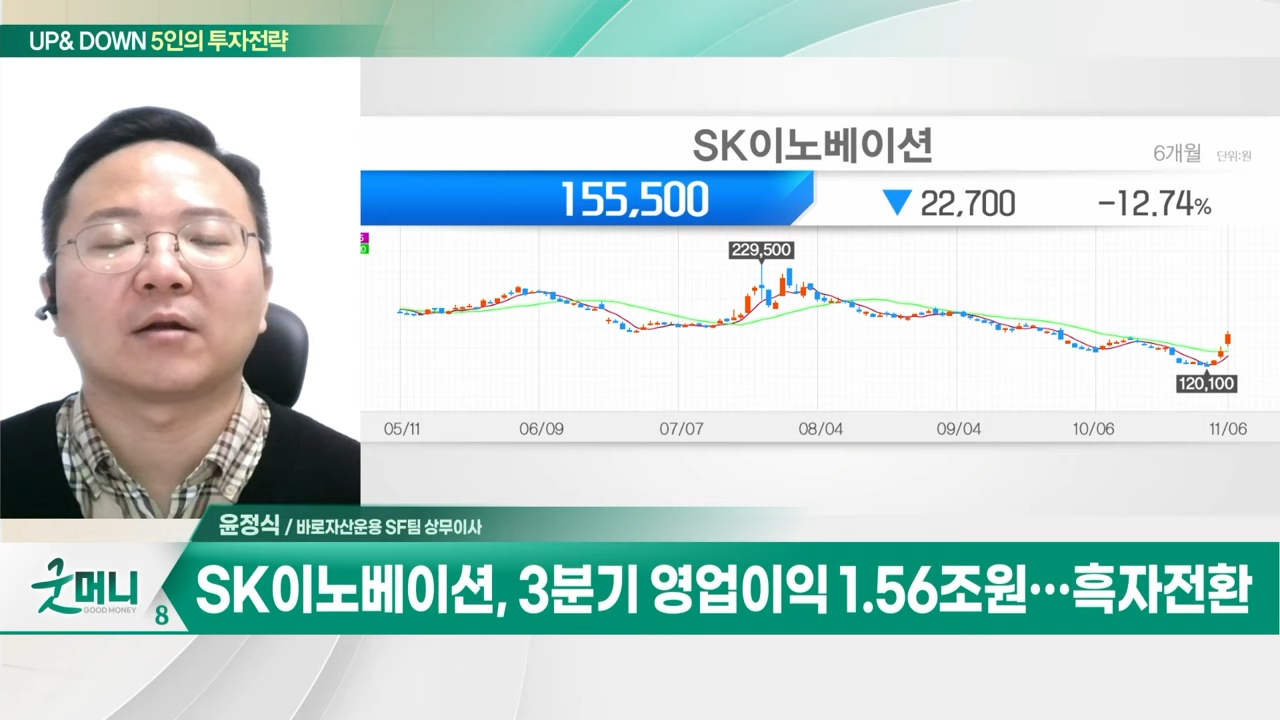 UP& DOWN 5인의 투자전략
SK이노베이션
6개월 단위:원
155,500 ▼ 22,700 -12.74%
229,500
120,100
05/11 06/09 07/07 08/04 09/04 10/06 11/06
윤정식 / 바로자산운용 SF팀 상무이사
굿머니
GOOD MONEY
8
SK이노베이션, 3분기 영업이익 1.56조원…흑자전환